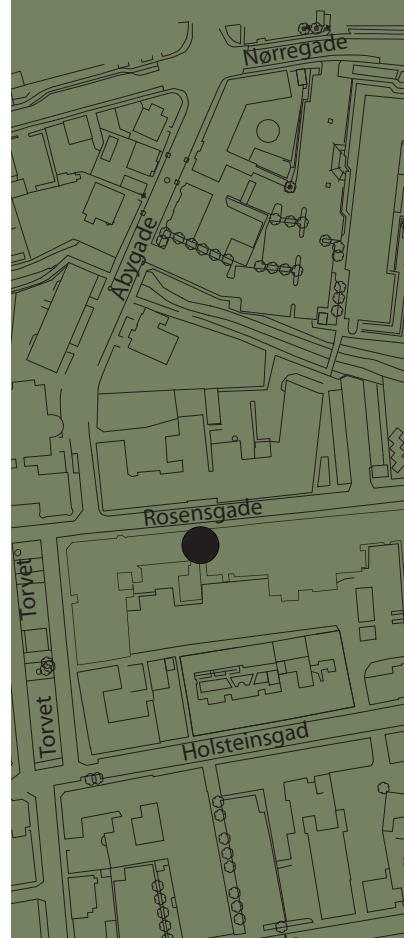 Nørregade
Åbygade
Rosensgade
Torvet
Torvet
Holsteinsgad